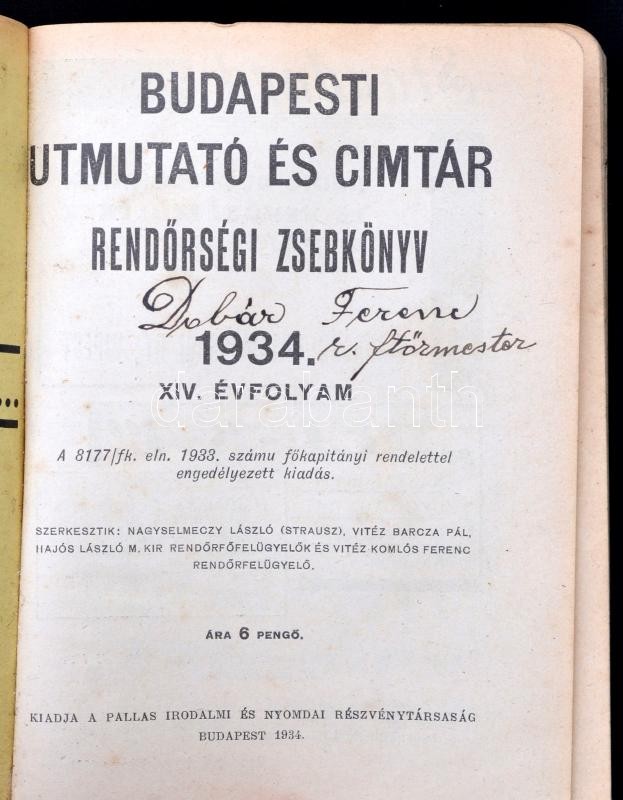 BUDAPESTI
UTMUTATÓ ÉS CIMTÁR
RENDŐRSÉGI ZSEBKÖNYV
Dobár Ferenc
1934. r. ftörmester
XIV. ÉVFOLYAM
darabanth
A 8177/fk. eln. 1933. számu főkapitányi rendelettel
engedélyezett kiadás.
SZERKESZTIK: NAGYSELMECZY LÁSZLÓ (STRAUSZ), VITÉZ BARCZA PÁL,
HAJÓS LÁSZLÓ M. KIR RENDŐRFŐFELÜGYELŐK ÉS VITÉZ KOMLÓS FERENC
RENDŐRFELÜGYELŐ.
ÁRA 6 PENGŐ.
KIADJA A PALLAS IRODALMI ÉS NYOMDAI RÉSZVÉNYTÁRSASÁG
BUDAPEST 1934.